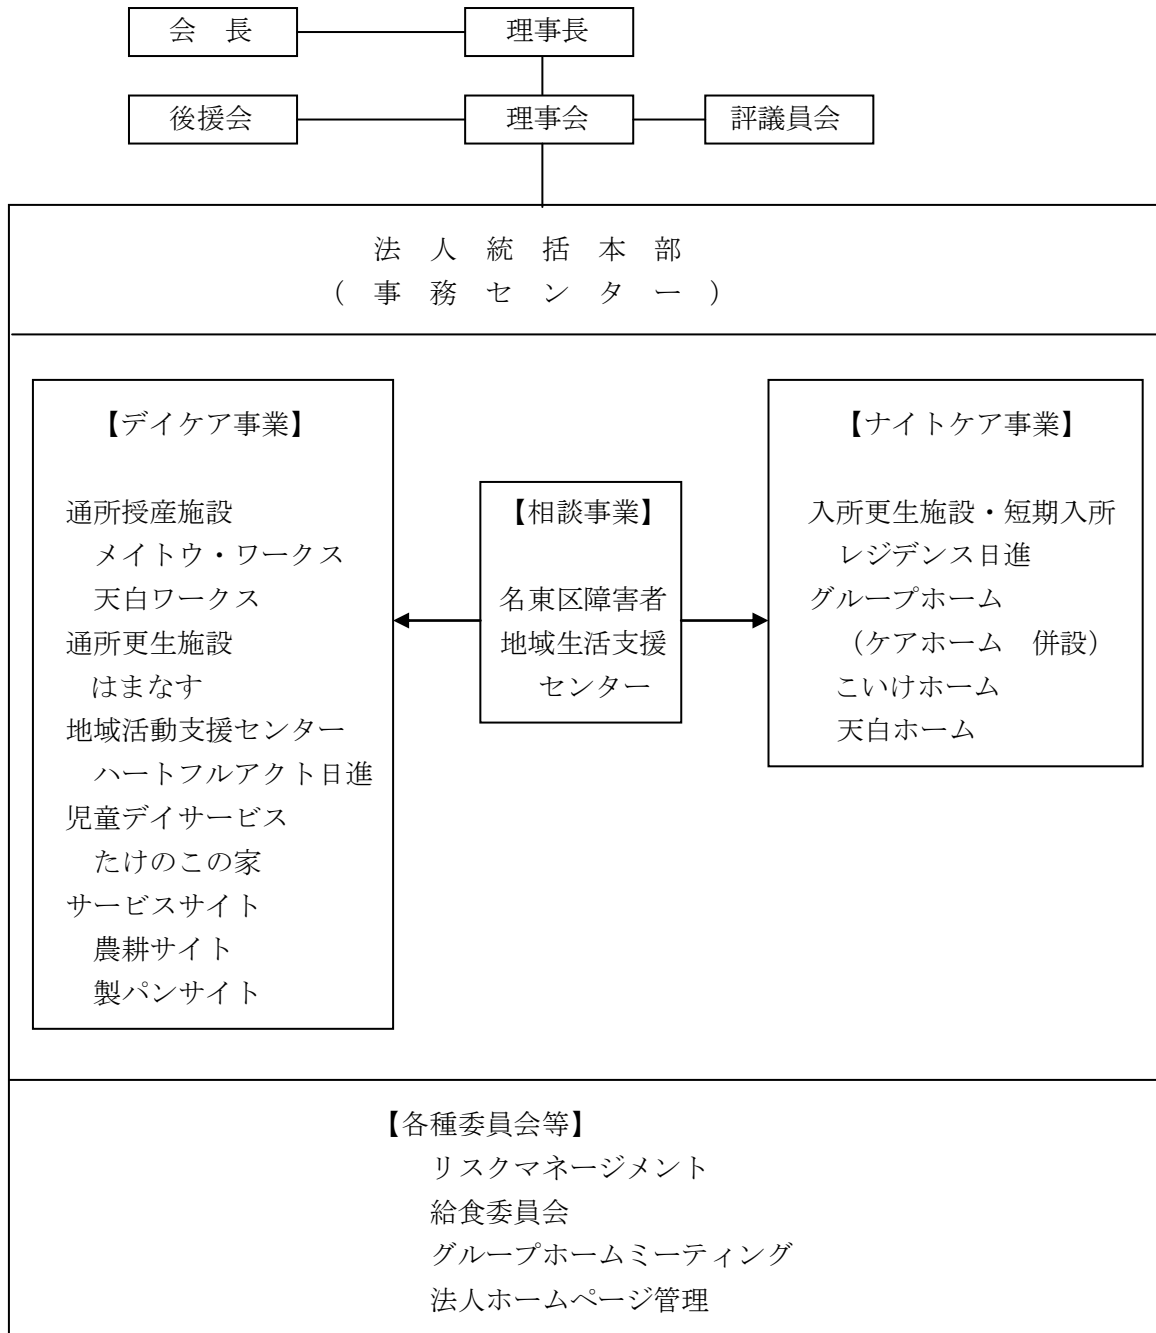 会　長
理事長
後援会
理事会
評議員会
法　人　統　括　本　部
（　事　務　セ　ン　タ　ー　）
【デイケア事業】
通所授産施設
メイトウ・ワークス
天白ワークス
通所更生施設
はまなす
地域活動支援センター
ハートフルアクト日進
児童デイサービス
たけのこの家
サービスサイト
農耕サイト
製パンサイト
【相談事業】
名東区障害者
地域生活支援
センター
【ナイトケア事業】
入所更生施設・短期入所
レジデンス日進
グループホーム
（ケアホーム　併設）
こいけホーム
天白ホーム
【各種委員会等】
リスクマネージメント
給食委員会
グループホームミーティング
法人ホームページ管理